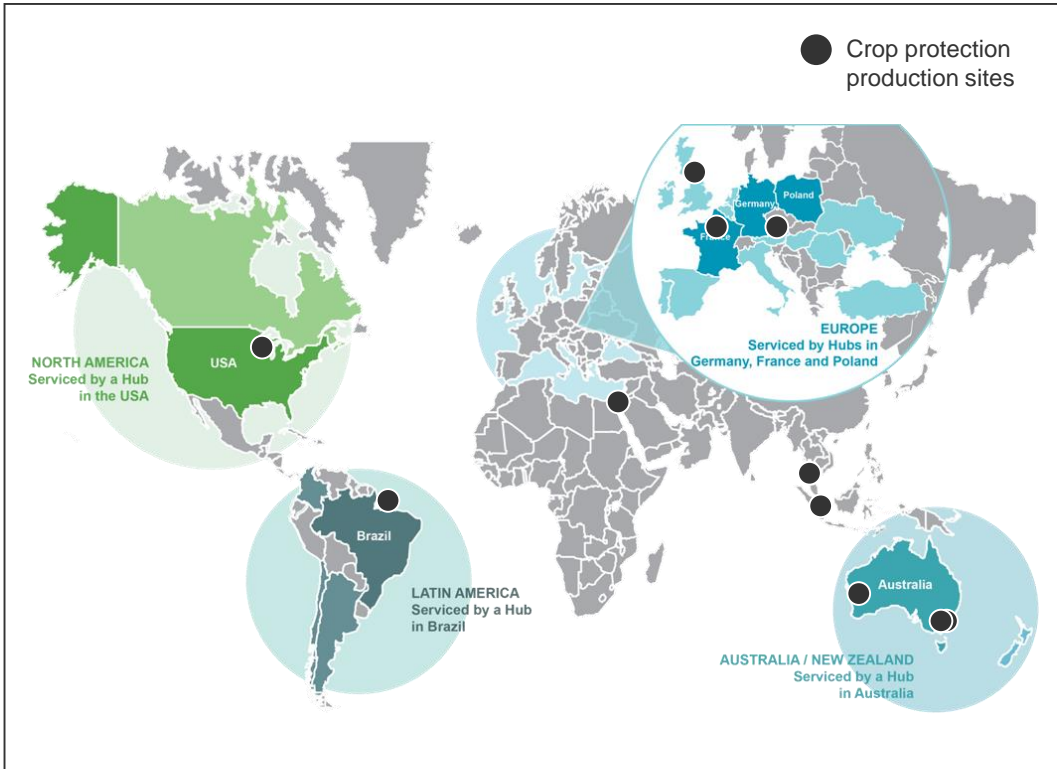 Crop protection
production sites
Poland
Germany
France
EUROPE
Serviced by Hubs in
Germany, France and Poland
USA
NORTH AMERICA
Serviced by a Hub
in the USA
Brazil
LATIN AMERICA
Serviced by a Hub
in Brazil
Australia
AUSTRALIA / NEW ZEALAND
Serviced by a Hub
in Australia